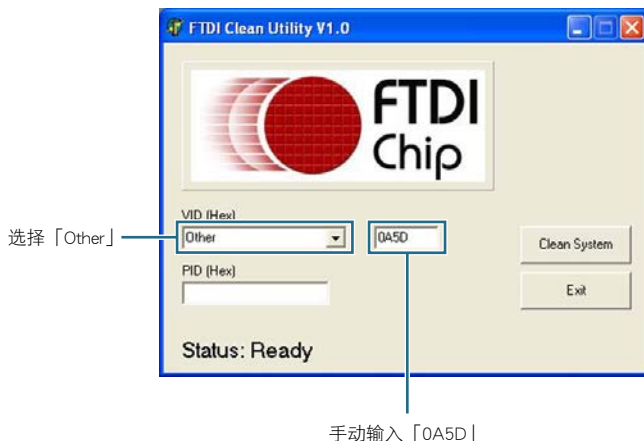 FTDI Clean Utility V1.0
FTDI
Chip
VID (Hex)
选择「Other」
Other
0A5D
Clean System
PID (Hex)
Exit
Status: Ready
手动输入「0A5D」